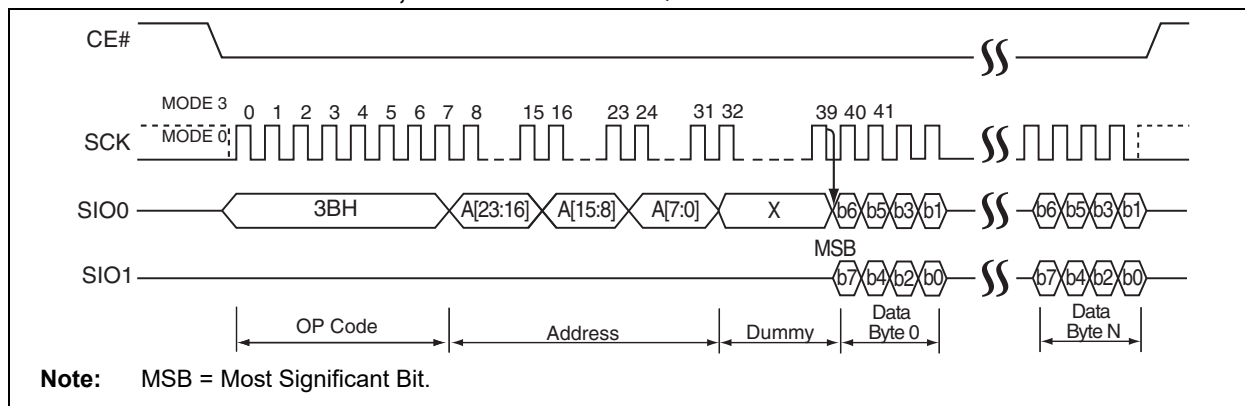 CE#
MODE 3
0 1 2 3 4 5 6 7 8 15 16 23 24 31 32 39 40 41
SCK MODE 0
SIO0 3BH A[23:16] A[15:8] A[7:0] X b6 b5 b3 b1 b6 b5 b3 b1
MSB
SIO1 b7 b4 b2 b0 b7 b4 b2 b0
OP Code Address Dummy Data Byte 0 Data Byte N
Note: MSB = Most Significant Bit.